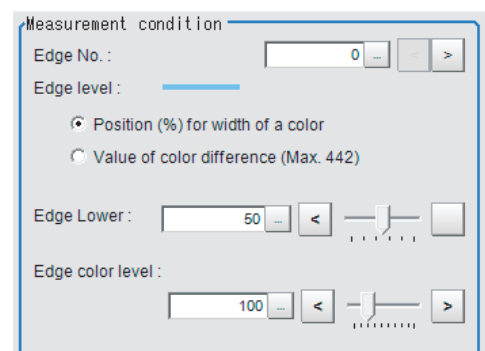 Measurement condition
Edge No. : 0 ... < >
Edge level :
Position (%) for width of a color
Value of color difference (Max. 442)
Edge Lower : 50 ... <
Edge color level :
100 ... < >